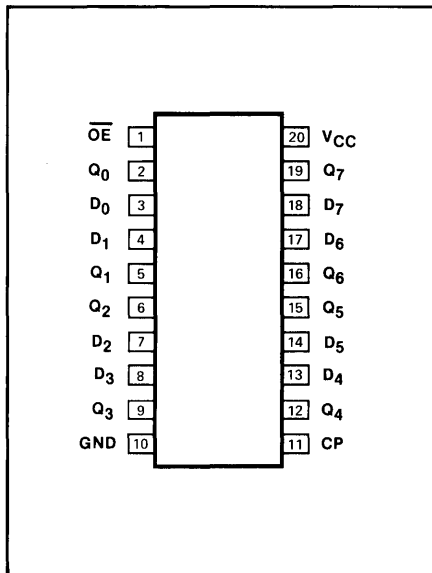 OE 1 20 VCC
Q0 2 19 Q7
D0 3 18 D7
D1 4 17 D6
Q1 5 16 Q6
Q2 6 15 Q5
D2 7 14 D5
D3 8 13 D4
Q3 9 12 Q4
GND 10 11 CP